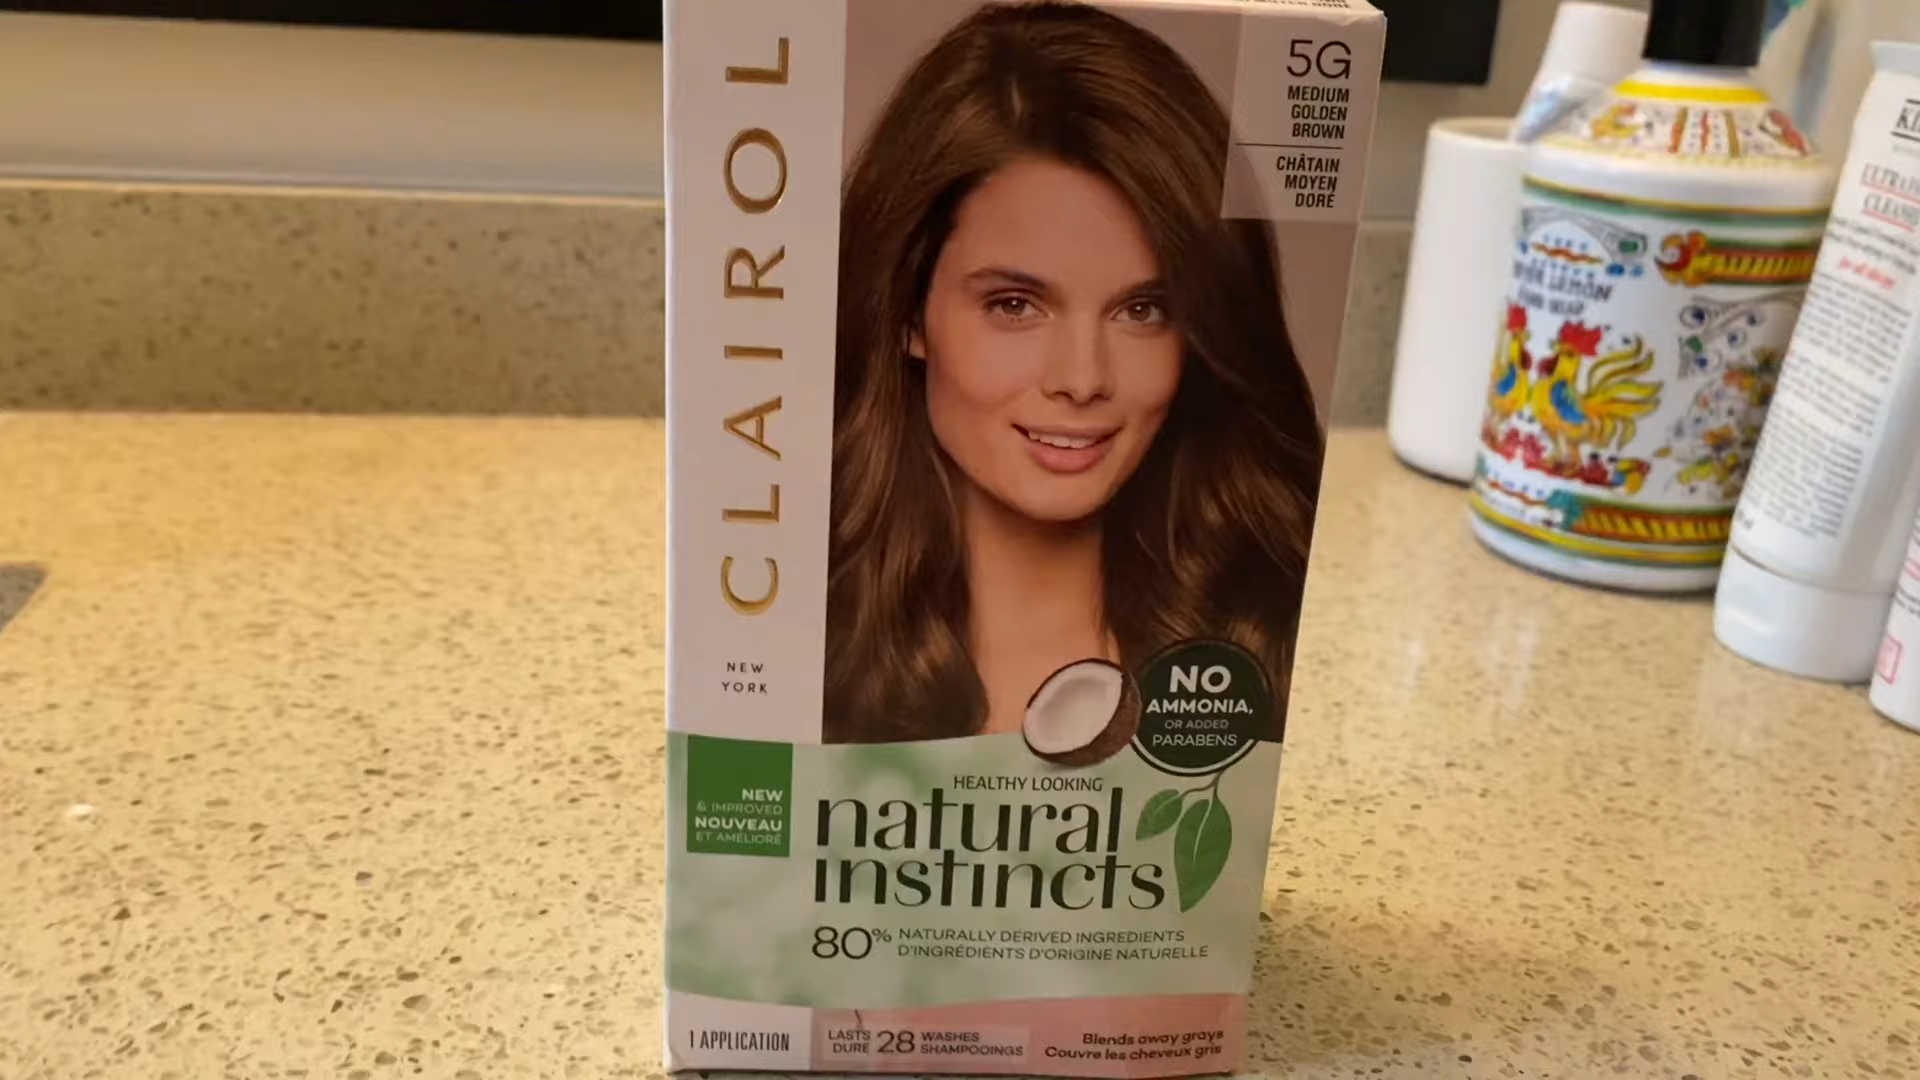 CLAIROL
NEW
YORK
5G
MEDIUM
GOLDEN
BROWN
CHÂTAIN
MOYEN
DORÉ
NO
AMMONIA,
OR ADDED
PARABENS
NEW
& IMPROVED
NOUVEAU
ET AMÉLIORÉ
HEALTHY LOOKING
natural
instincts
80% NATURALLY DERIVED INGREDIENTS
D'INGRÉDIENTS D'ORIGINE NATURELLE
1 APPLICATION
LASTS 28 WASHES
DURE SHAMPOOINGS
Blends away grays
Couvre les cheveux gris